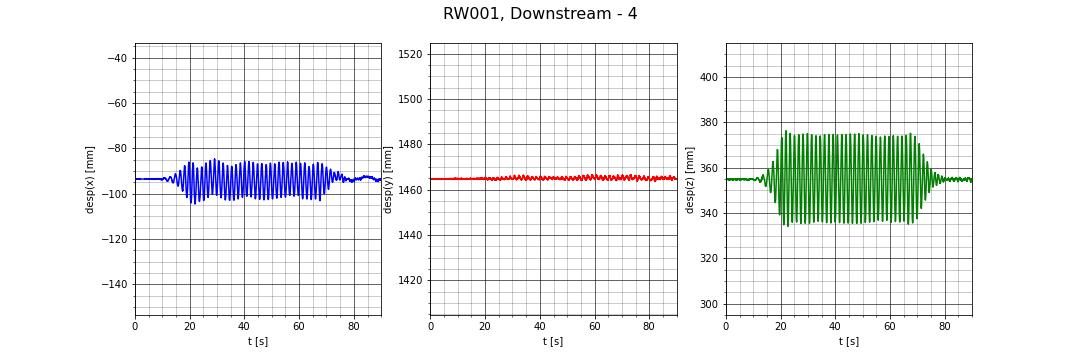 RW001, Downstream - 4
desp(x) [mm]
−40
−60
−80
−100
−120
−140
0 20 40 60 80
t [s]
desp(y) [mm]
1520
1500
1480
1460
1440
1420
0 20 40 60 80
t [s]
desp(z) [mm]
400
380
360
340
320
300
0 20 40 60 80
t [s]